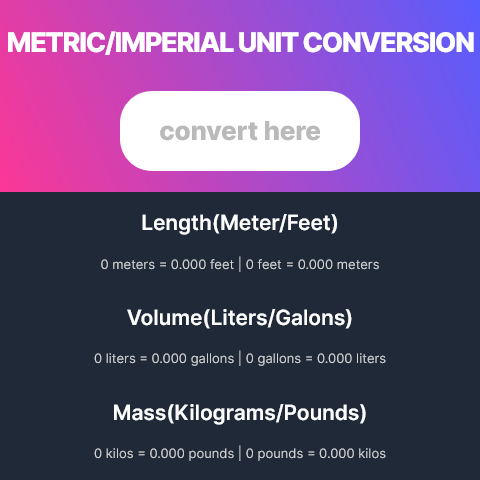 METRIC/IMPERIAL UNIT CONVERSION
convert here
Length(Meter/Feet)
0 meters = 0.000 feet | 0 feet = 0.000 meters
Volume(Liters/Galons)
0 liters = 0.000 gallons | 0 gallons = 0.000 liters
Mass(Kilograms/Pounds)
0 kilos = 0.000 pounds | 0 pounds = 0.000 kilos